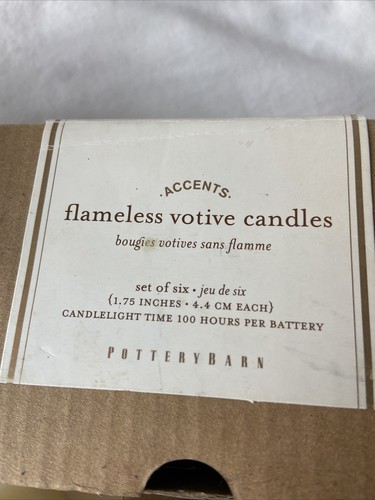 ·ACCENTS·
flameless votive candles
bougies votives sans flamme
set of six · jeu de six
{1.75 INCHES · 4.4 CM EACH}
CANDLELIGHT TIME 100 HOURS PER BATTERY
POTTERYBARN